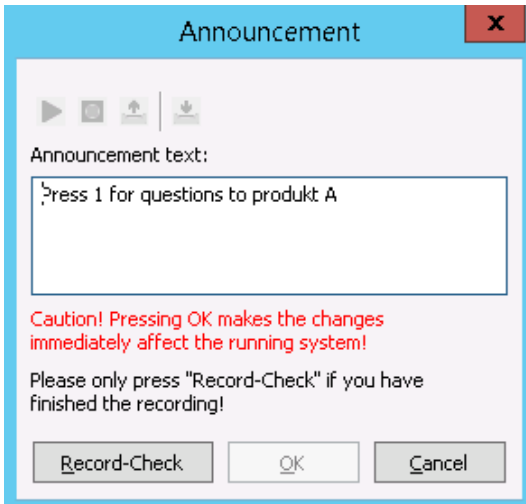 Announcement
Announcement text:
Press 1 for questions to produkt A
Caution! Pressing OK makes the changes
immediately affect the running system!
Please only press "Record-Check" if you have
finished the recording!
Record-Check OK Cancel